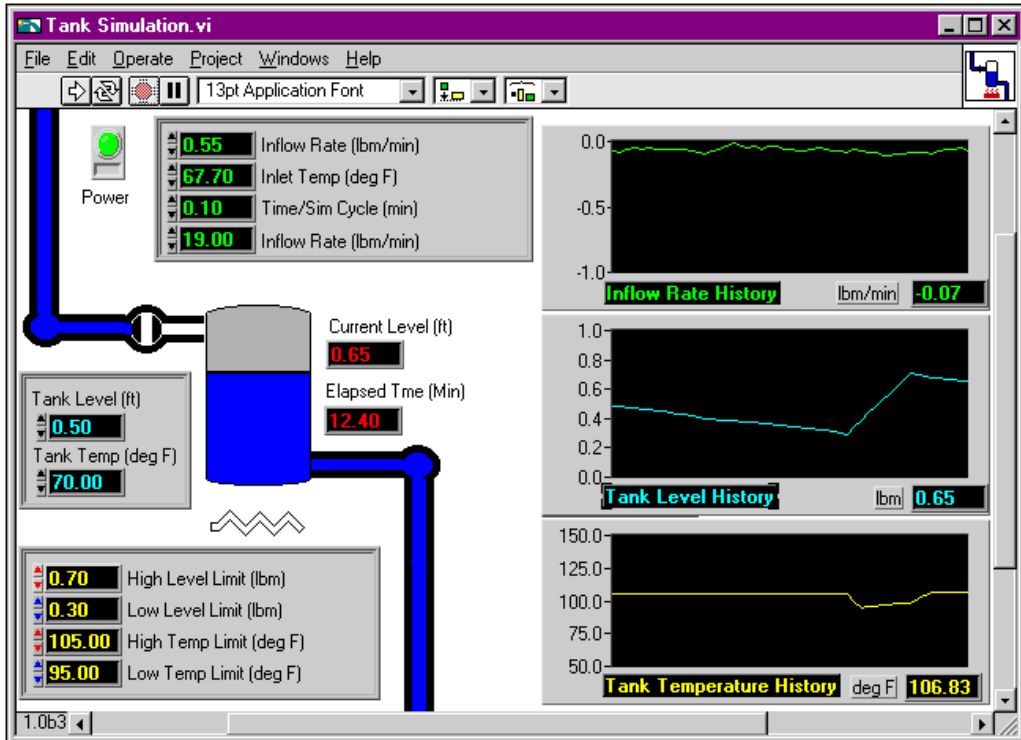 Tank Simulation.vi
File Edit Operate Project Windows Help
13pt Application Font
Power
0.55 Inflow Rate (lbm/min)
67.70 Inlet Temp (deg F)
0.10 Time/Sim Cycle (min)
19.00 Inflow Rate (lbm/min)
0.0
-0.5
-1.0
Inflow Rate History lbm/min -0.07
Current Level (ft)
0.65
Elapsed Tme (Min)
12.40
Tank Level (ft)
0.50
Tank Temp (deg F)
70.00
1.0
0.8
0.6
0.4
0.2
0.0
Tank Level History lbm 0.65
0.70 High Level Limit (lbm)
0.30 Low Level Limit (lbm)
105.00 High Temp Limit (deg F)
95.00 Low Temp Limit (deg F)
150.0
125.0
100.0
75.0
50.0
Tank Temperature History deg F 106.83
1.0b3